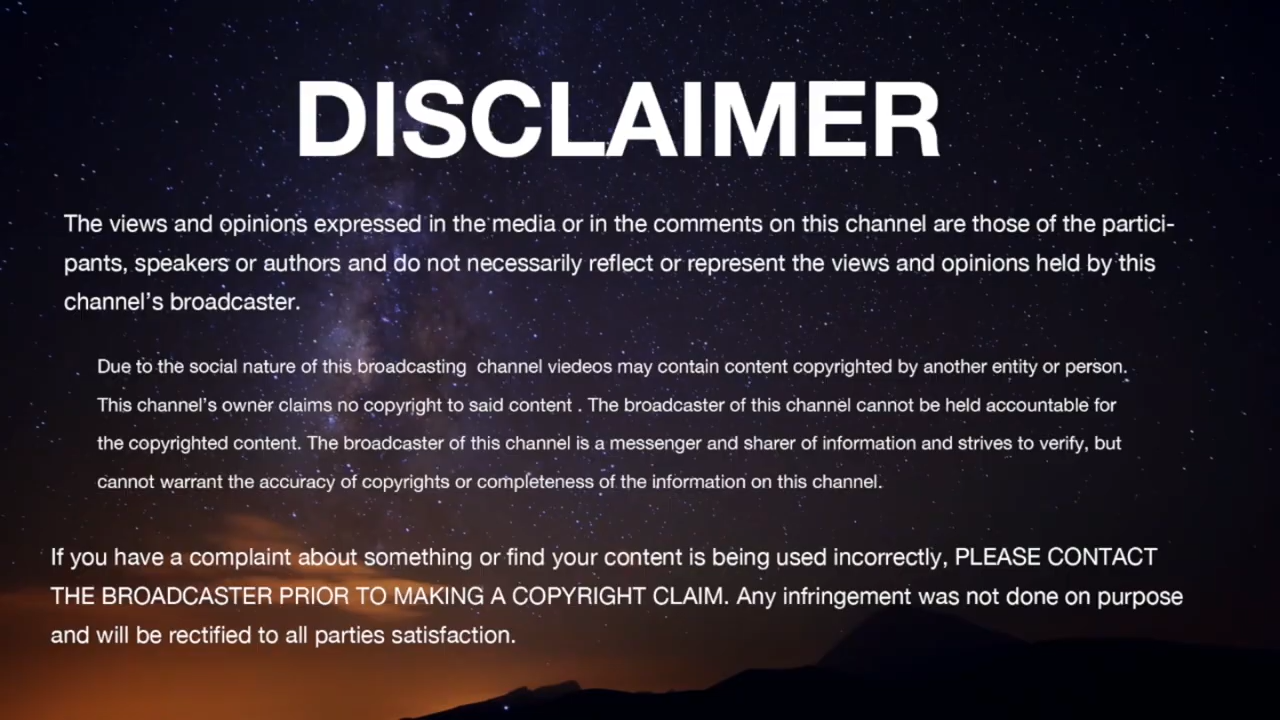 DISCLAIMER
The views and opinions expressed in the media or in the comments on this channel are those of the partici-
pants, speakers or authors and do not necessarily reflect or represent the views and opinions held by this
channel's broadcaster.
Due to the social nature of this broadcasting channel viedeos may contain content copyrighted by another entity or person.
This channel's owner claims no copyright to said content . The broadcaster of this channel cannot be held accountable for
the copyrighted content. The broadcaster of this channel is a messenger and sharer of information and strives to verify, but
cannot warrant the accuracy of copyrights or completeness of the information on this channel.
If you have a complaint about something or find your content is being used incorrectly, PLEASE CONTACT
THE BROADCASTER PRIOR TO MAKING A COPYRIGHT CLAIM. Any infringement was not done on purpose
and will be rectified to all parties satisfaction.